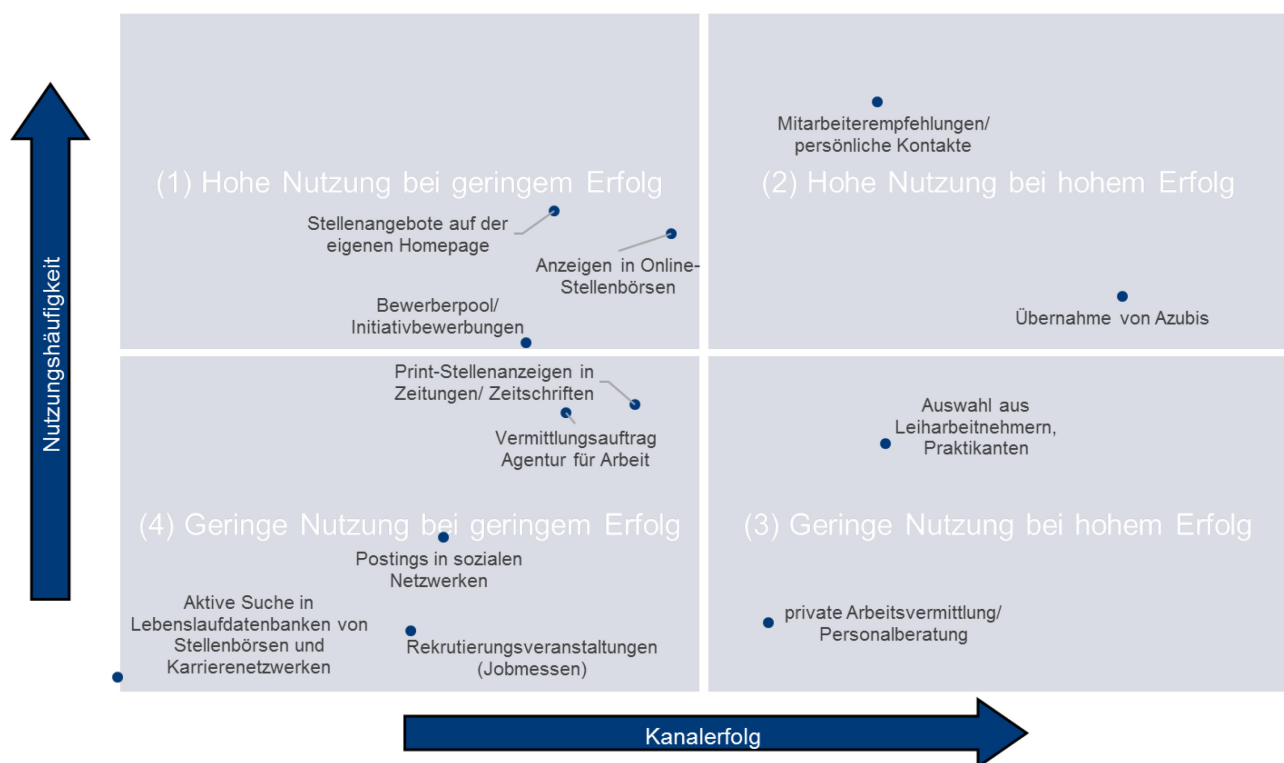 Nutzungshäufigkeit
(1) Hohe Nutzung bei geringem Erfolg
Stellenangebote auf der
eigenen Homepage
Anzeigen in Online-
Stellenbörsen
Bewerberpool/
Initiativbewerbungen
(2) Hohe Nutzung bei hohem Erfolg
Mitarbeiterempfehlungen/
persönliche Kontakte
Übernahme von Azubis
Print-Stellenanzeigen in
Zeitungen/ Zeitschriften
Vermittlungsauftrag
Agentur für Arbeit
(4) Geringe Nutzung bei geringem Erfolg
Postings in sozialen
Netzwerken
Aktive Suche in
Lebenslaufdatenbanken von
Stellenbörsen und
Karrierenetzwerken
Rekrutierungsveranstaltungen
(Jobmessen)
Auswahl aus
Leiharbeitnehmern,
Praktikanten
(3) Geringe Nutzung bei hohem Erfolg
private Arbeitsvermittlung/
Personalberatung
Kanalerfolg